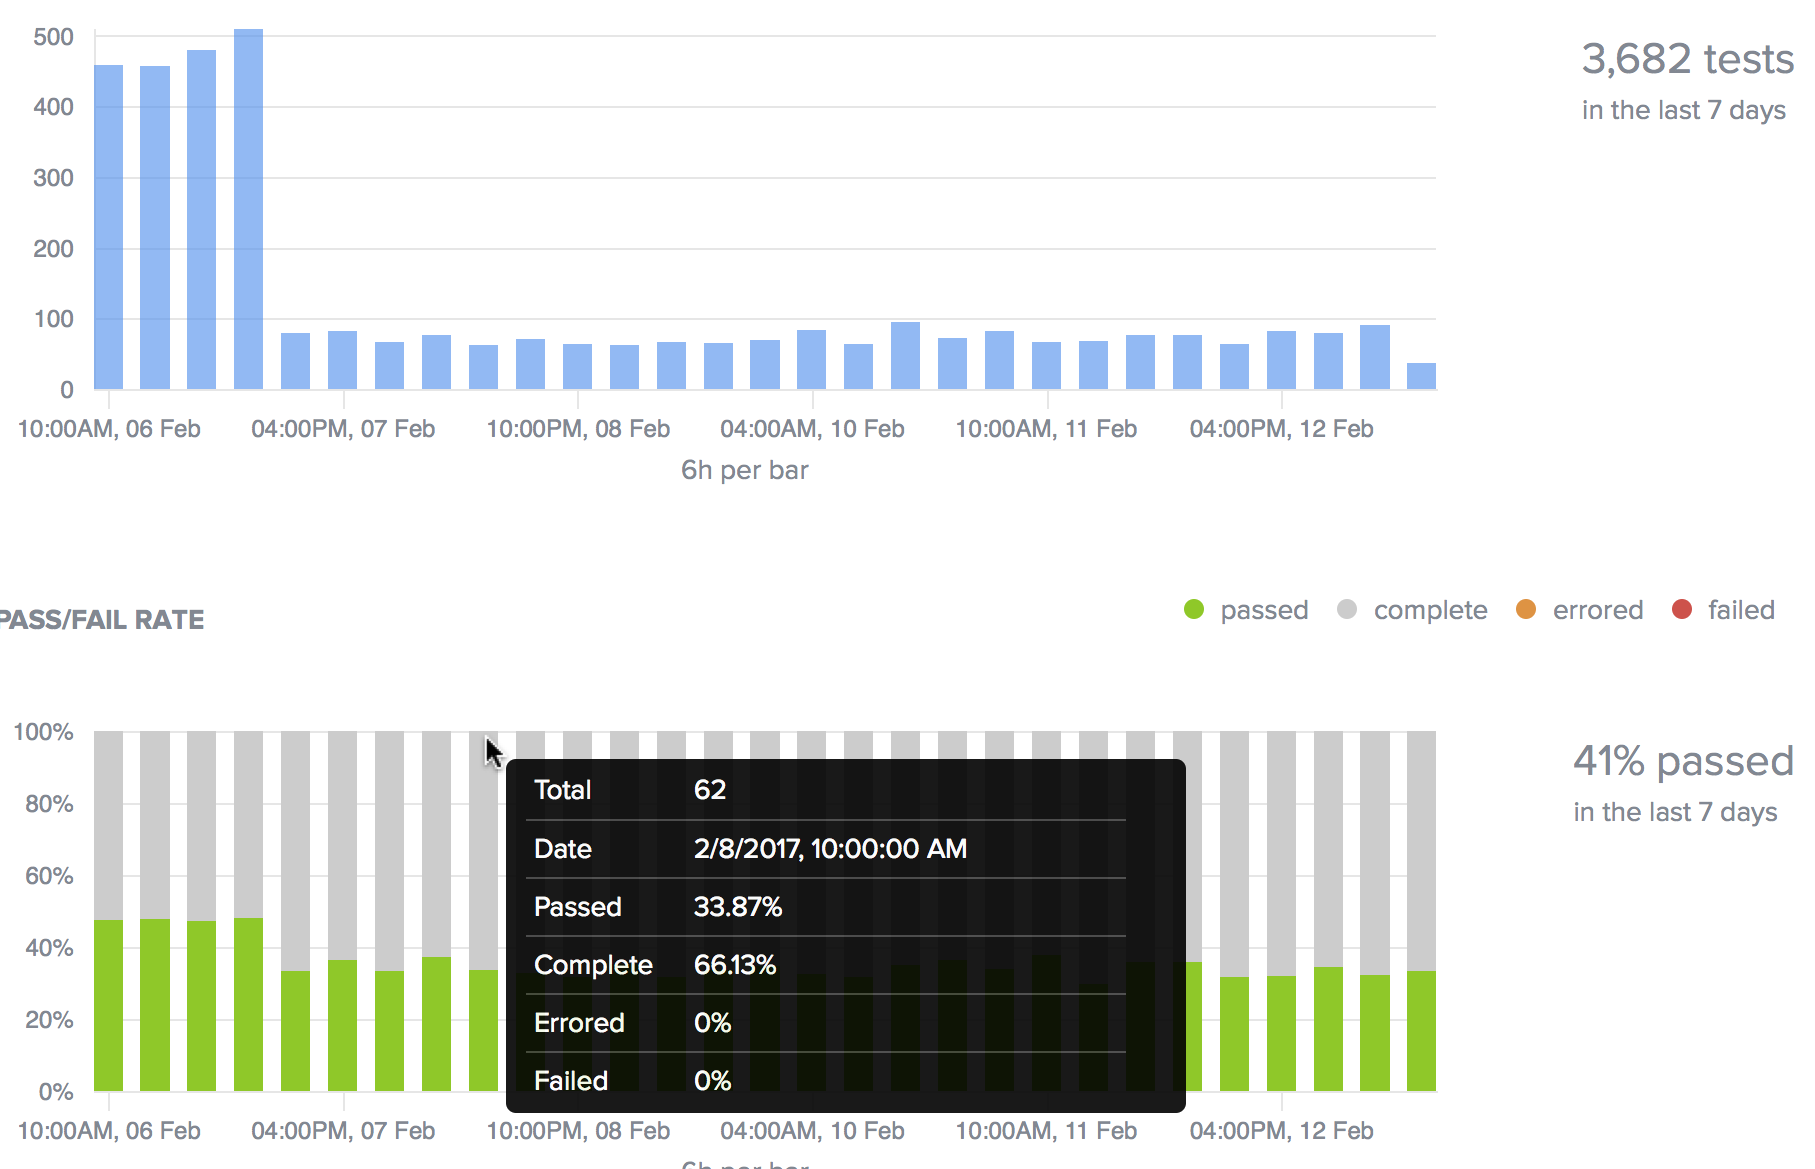 500
400
300
200
100
0
10:00AM, 06 Feb 04:00PM, 07 Feb 10:00PM, 08 Feb 04:00AM, 10 Feb 10:00AM, 11 Feb 04:00PM, 12 Feb
6h per bar
3,682 tests
in the last 7 days
PASS/FAIL RATE
passed complete errored failed
100%
80%
60%
40%
20%
0%
Total 62
Date 2/8/2017, 10:00:00 AM
Passed 33.87%
Complete 66.13%
Errored 0%
Failed 0%
10:00AM, 06 Feb 04:00PM, 07 Feb 10:00PM, 08 Feb 04:00AM, 10 Feb 10:00AM, 11 Feb 04:00PM, 12 Feb
6h per bar
41% passed
in the last 7 days